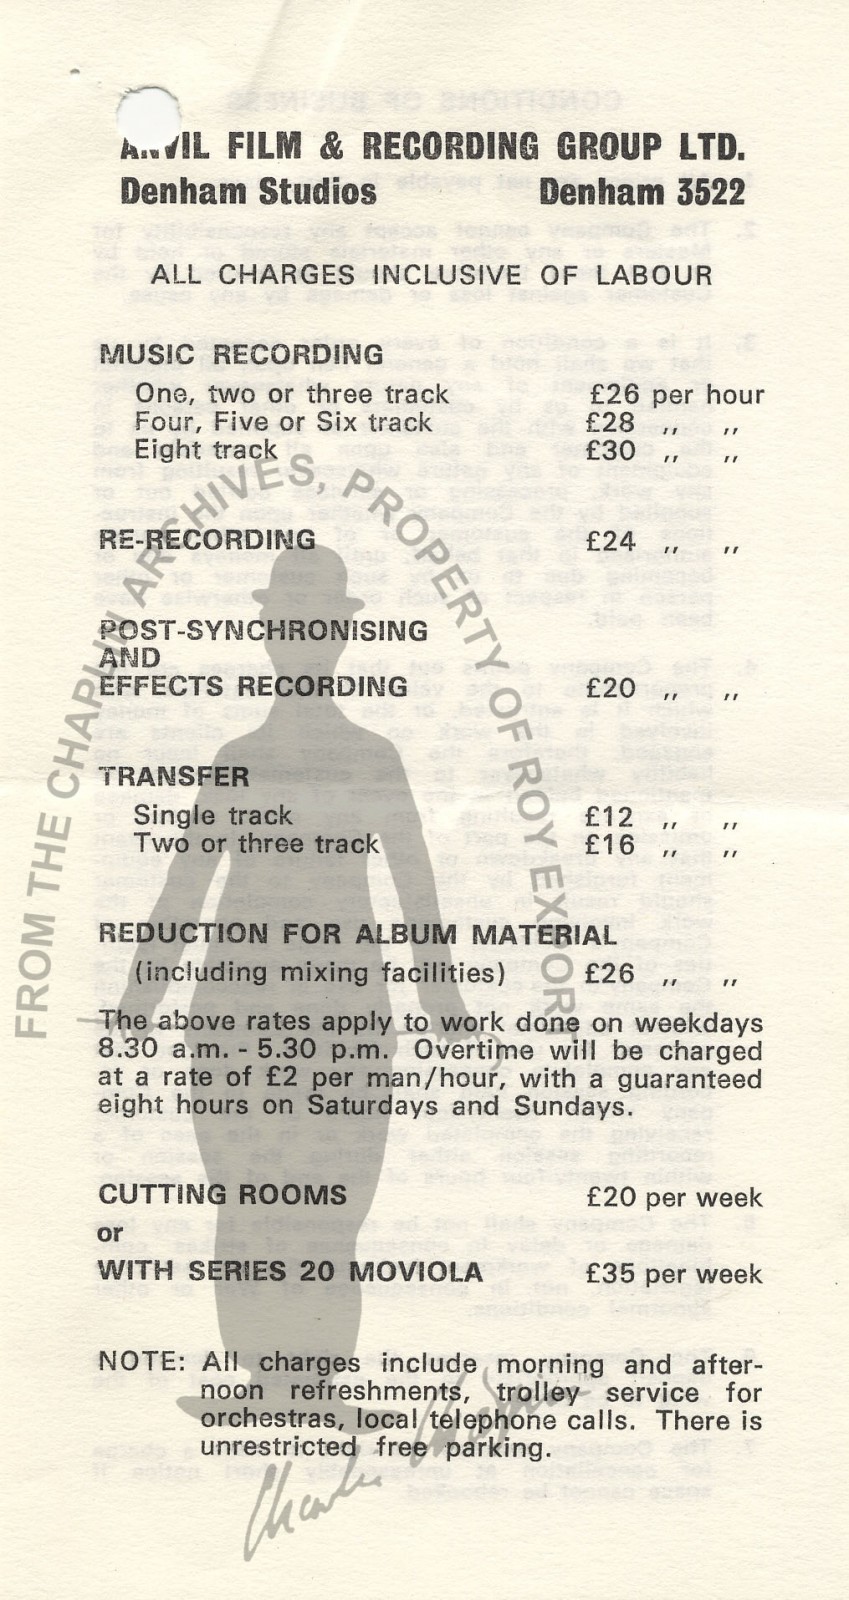 ANVIL FILM & RECORDING GROUP LTD.
Denham Studios Denham 3522
ALL CHARGES INCLUSIVE OF LABOUR
MUSIC RECORDING
One, two or three track £26 per hour
Four, Five or Six track £28 ,, ,,
Eight track £30 ,, ,,
RE-RECORDING £24 ,, ,,
POST-SYNCHRONISING
AND
EFFECTS RECORDING £20 ,, ,,
TRANSFER
Single track £12 ,, ,,
Two or three track £16 ,, ,,
REDUCTION FOR ALBUM MATERIAL
(including mixing facilities) £26 ,, ,,
The above rates apply to work done on weekdays
8.30 a.m. - 5.30 p.m. Overtime will be charged
at a rate of £2 per man/hour, with a guaranteed
eight hours on Saturdays and Sundays.
CUTTING ROOMS £20 per week
or
WITH SERIES 20 MOVIOLA £35 per week
NOTE: All charges include morning and after-
noon refreshments, trolley service for
orchestras, local telephone calls. There is
unrestricted free parking.
FROM THE CHAPLIN ARCHIVES, PROPERTY OF ROY EXPORT
Charlie Chaplin™